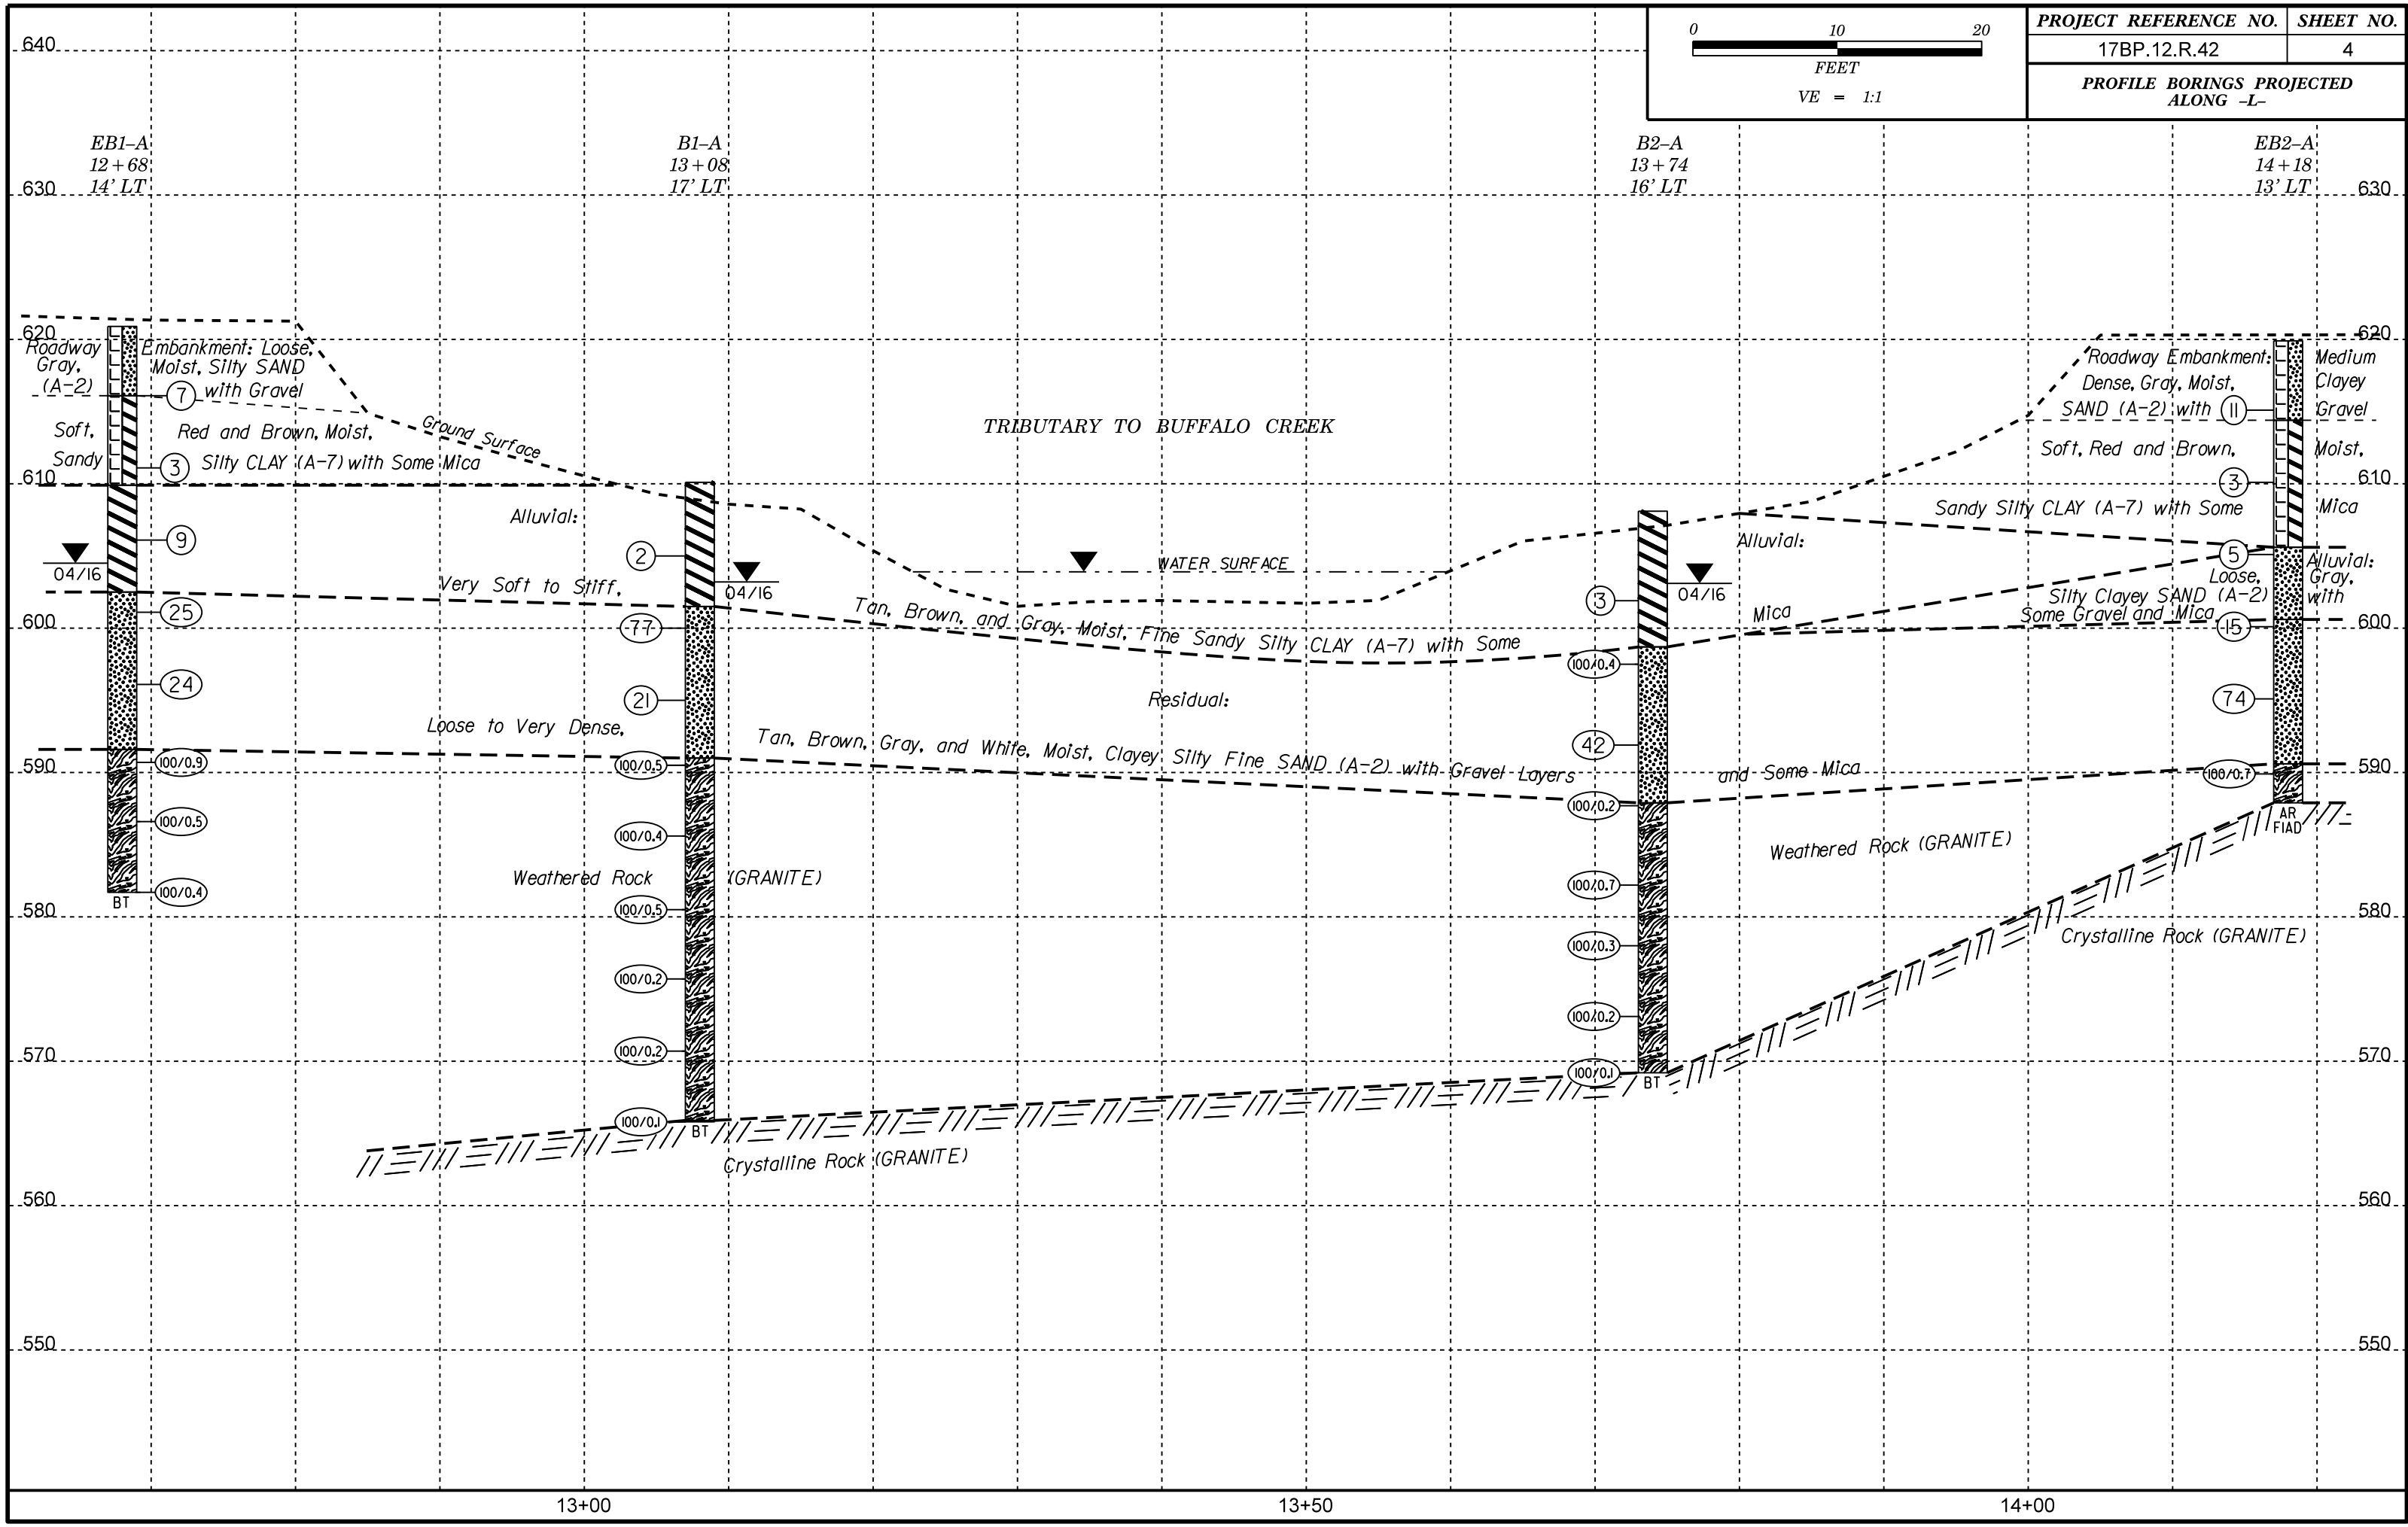 0 10 20
FEET
VE = 1:1
PROJECT REFERENCE NO. SHEET NO.
17BP.12.R.42 4
PROFILE BORINGS PROJECTED
ALONG -L-
640
EB1-A
12+68
14' LT
B1-A
13+08
17' LT
B2-A
13+74
16' LT
EB2-A
14+18
13' LT
630 630
620 620
Roadway Embankment: Loose,
Gray, Moist, Silty SAND
(A-2) 7 with Gravel
Soft, Red and Brown, Moist,
Sandy 3 Silty CLAY (A-7) with Some Mica
Ground Surface
TRIBUTARY TO BUFFALO CREEK
Roadway Embankment: Medium
Dense, Gray, Moist, Clayey
SAND (A-2) with 11 Gravel
Soft, Red and Brown, Moist,
3
Sandy Silty CLAY (A-7) with Some Mica
610 610
Alluvial:
9
2
04/16
04/16
WATER SURFACE
Alluvial:
3
04/16
5
Alluvial:
Loose, Gray,
Silty Clayey SAND (A-2) with
Some Gravel and Mica
15
Very Soft to Stiff,
Tan, Brown, and Gray, Moist, Fine Sandy Silty CLAY (A-7) with Some
Mica
600 600
25
77
100/0.4
24
21
Residual:
42
74
Loose to Very Dense,
Tan, Brown, Gray, and White, Moist, Clayey Silty Fine SAND (A-2) with Gravel Layers
and Some Mica
590 590
100/0.9
100/0.5
100/0.2
100/0.7
100/0.5
100/0.4
AR
FIAD
Weathered Rock (GRANITE)
Weathered Rock (GRANITE)
100/0.4
BT
100/0.5
100/0.7
580 580
100/0.3
Crystalline Rock (GRANITE)
100/0.2
100/0.2
100/0.2
570 570
100/0.1
BT
100/0.1
BT
Crystalline Rock (GRANITE)
560 560
550 550
13+00 13+50 14+00